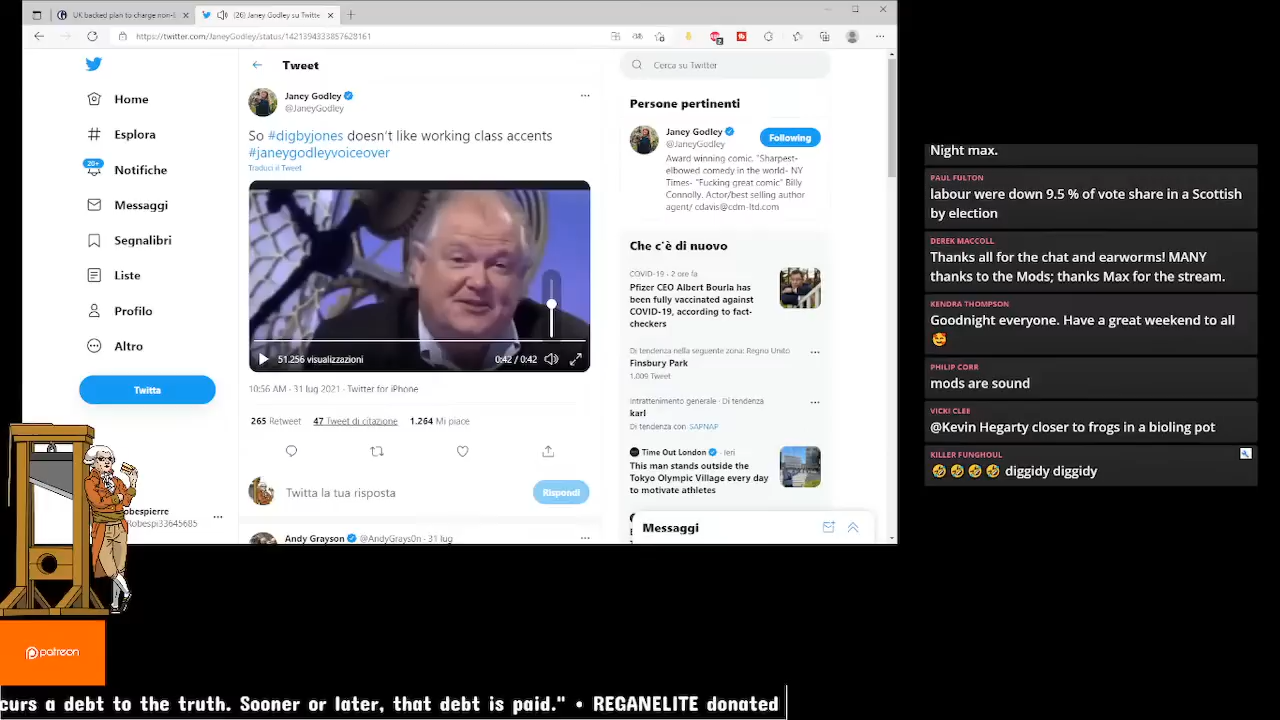 UK backed plan to charge non-E
(26) Janey Godley su Twitte
https://twitter.com/JaneyGodley/status/1421394333857628161
Home
Esplora
20+
Notifiche
Messaggi
Segnalibri
Liste
Profilo
Altro
Twitta
obespierre
Robespi33645685
Tweet
Janey Godley
@JaneyGodley
So #digbyjones doesn't like working class accents
#janeygodleyvoiceover
Traduci il Tweet
51.256 visualizzazioni
0:42 / 0:42
10:56 AM · 31 lug 2021 · Twitter for iPhone
265 Retweet 47 Tweet di citazione 1.264 Mi piace
Twitta la tua risposta
Rispondi
Andy Grayson @AndyGrays0n · 31 lug
Cerca su Twitter
Persone pertinenti
Janey Godley
@JaneyGodley
Following
Award winning comic. "Sharpest-
elbowed comedy in the world- NY
Times- "Fucking great comic" Billy
Connolly, Actor/best selling author
agent/ cdavis@cdm-ltd.com
Che c'è di nuovo
COVID-19 · 2 ore fa
Pfizer CEO Albert Bourla has
been fully vaccinated against
COVID-19, according to fact-
checkers
Di tendenza nella seguente zona: Regno Unito
Finsbury Park
1.009 Tweet
Intrattenimento generale · Di tendenza
karl
Di tendenza con SAPNAP
Time Out London · ieri
This man stands outside the
Tokyo Olympic Village every day
to motivate athletes
Messaggi
Night max.
PAUL FULTON
labour were down 9.5 % of vote share in a Scottish
by election
DEREK MACCOLL
Thanks all for the chat and earworms! MANY
thanks to the Mods; thanks Max for the stream.
KENDRA THOMPSON
Goodnight everyone. Have a great weekend to all
🥰
PHILIP CORR
mods are sound
VICKI CLEE
@Kevin Hegarty closer to frogs in a bioling pot
KILLER FUNGHOUL
🤣 🤣 🤣 🤣 diggidy diggidy
patreon
curs a debt to the truth. Sooner or later, that debt is paid." • REGANELITE donated